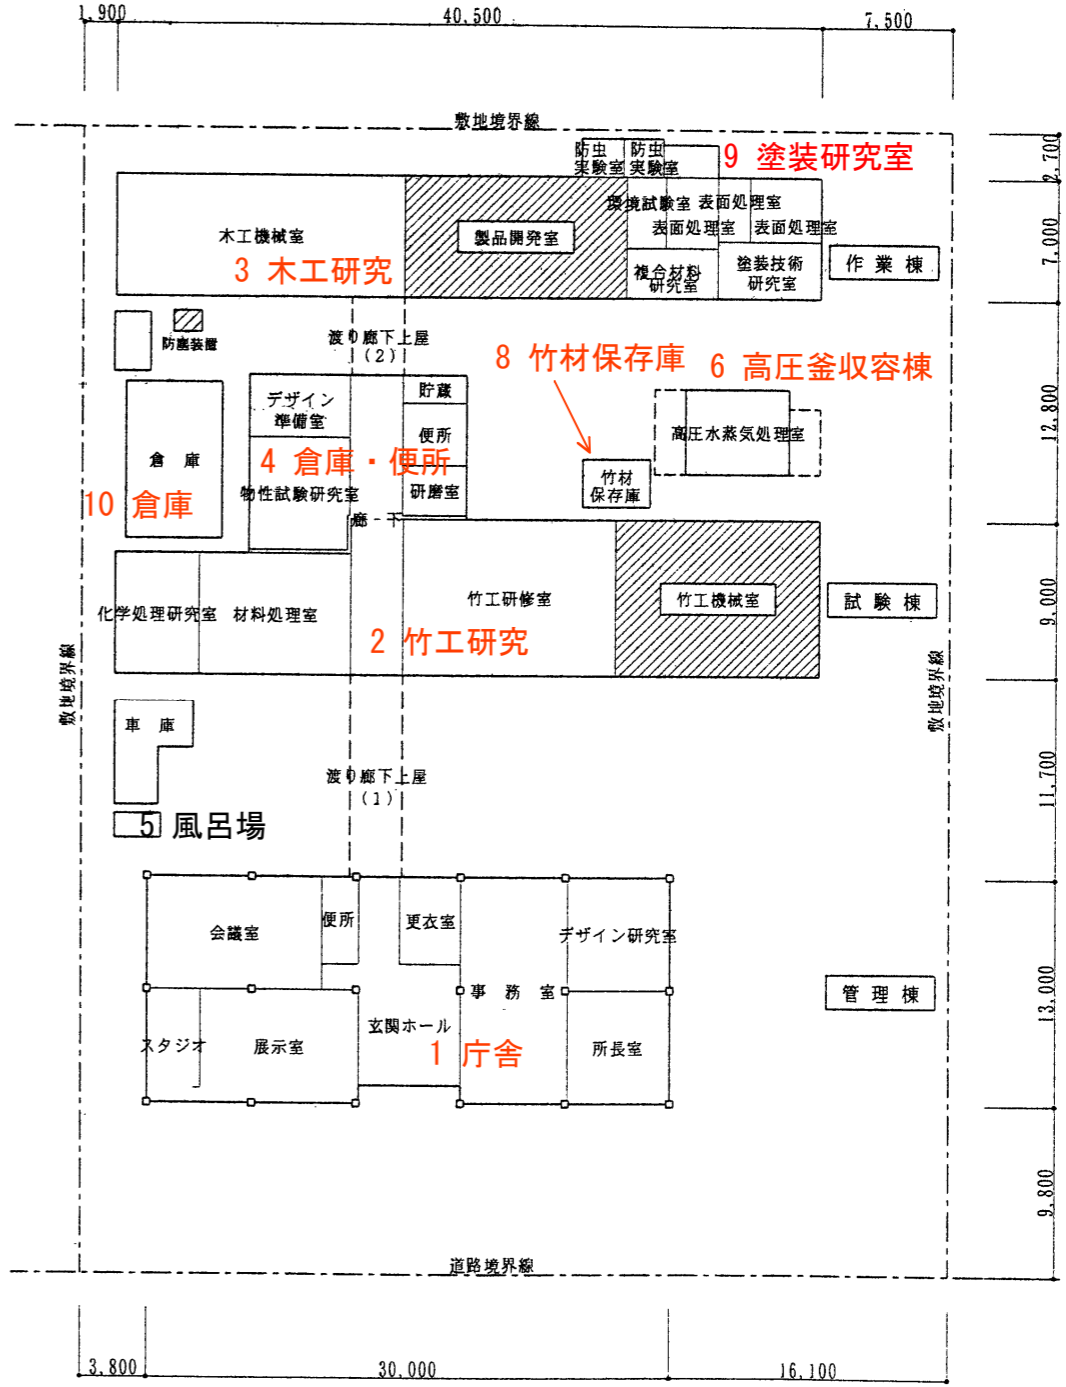 1,900
40,500
7,500
敷地境界線
防虫
実験室
防虫
実験室
9 塗装研究室
2,700
環境試験室
表面処理室
表面処理室
表面処理室
木工機械室
製品開発室
3 木工研究
複合材料
研究室
塗装技術
研究室
作業棟
7,000
防塵装置
渡り廊下上屋
(2)
8 竹材保存庫
6 高圧釜収容棟
デザイン
準備室
貯蔵
便所
高圧水蒸気処理室
12,800
倉庫
4 倉庫・便所
物性試験研究室
研磨室
竹材
保存庫
10 倉庫
廊下
化学処理研究室
材料処理室
竹工研修室
竹工機械室
試験棟
9,000
2 竹工研究
敷地境界線
敷地境界線
車庫
渡り廊下上屋
(1)
11,700
5 風呂場
会議室
便所
更衣室
デザイン研究室
事務室
管理棟
13,000
スタジオ
展示室
玄関ホール
1 庁舎
所長室
9,800
道路境界線
3,800
30,000
16,100